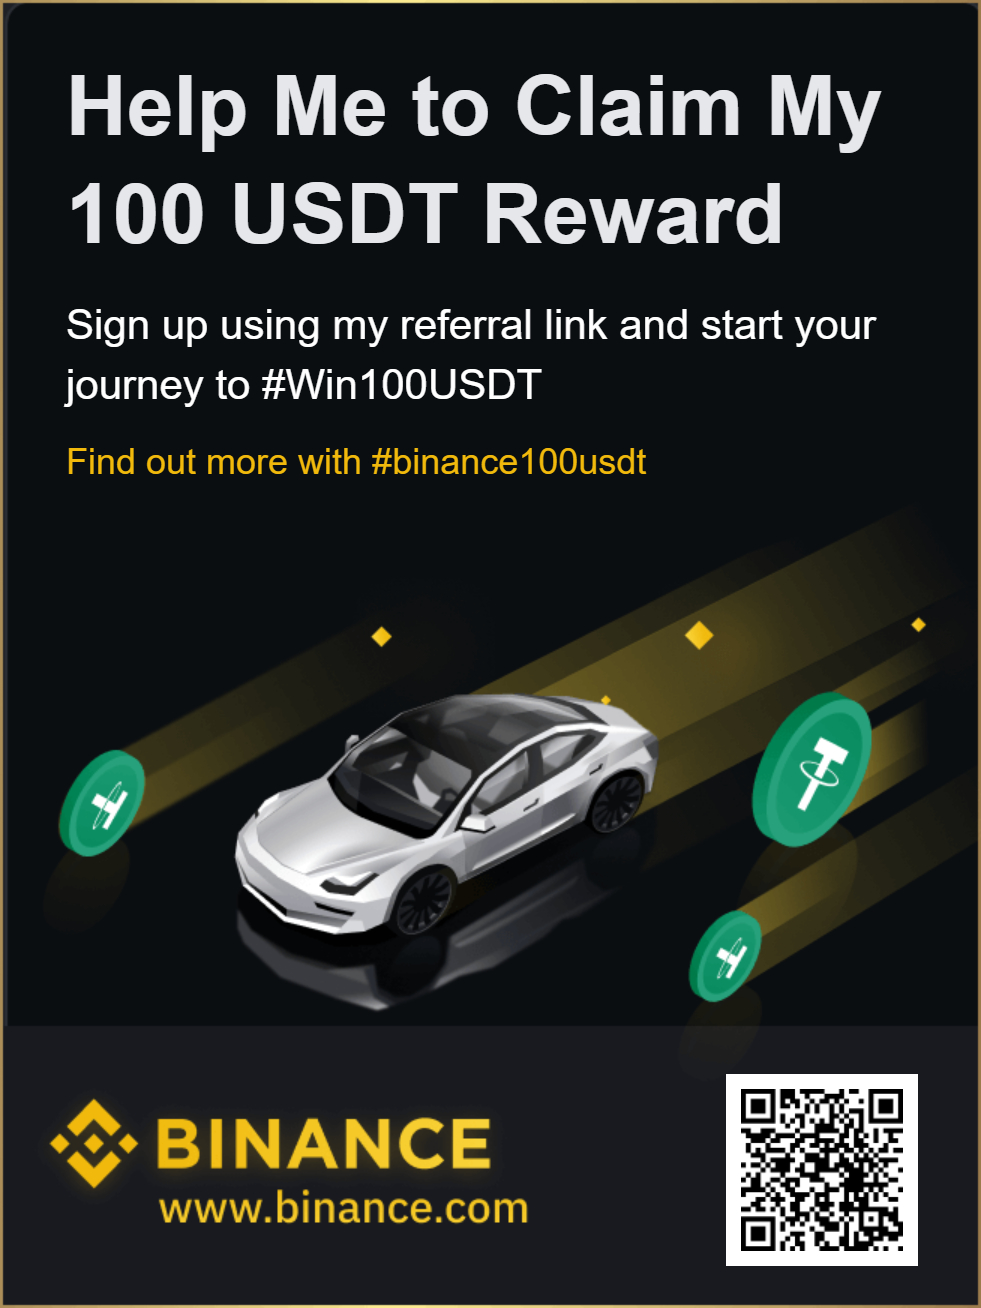 Help Me to Claim My
100 USDT Reward
Sign up using my referral link and start your
journey to #Win100USDT
Find out more with #binance100usdt
BINANCE
www.binance.com